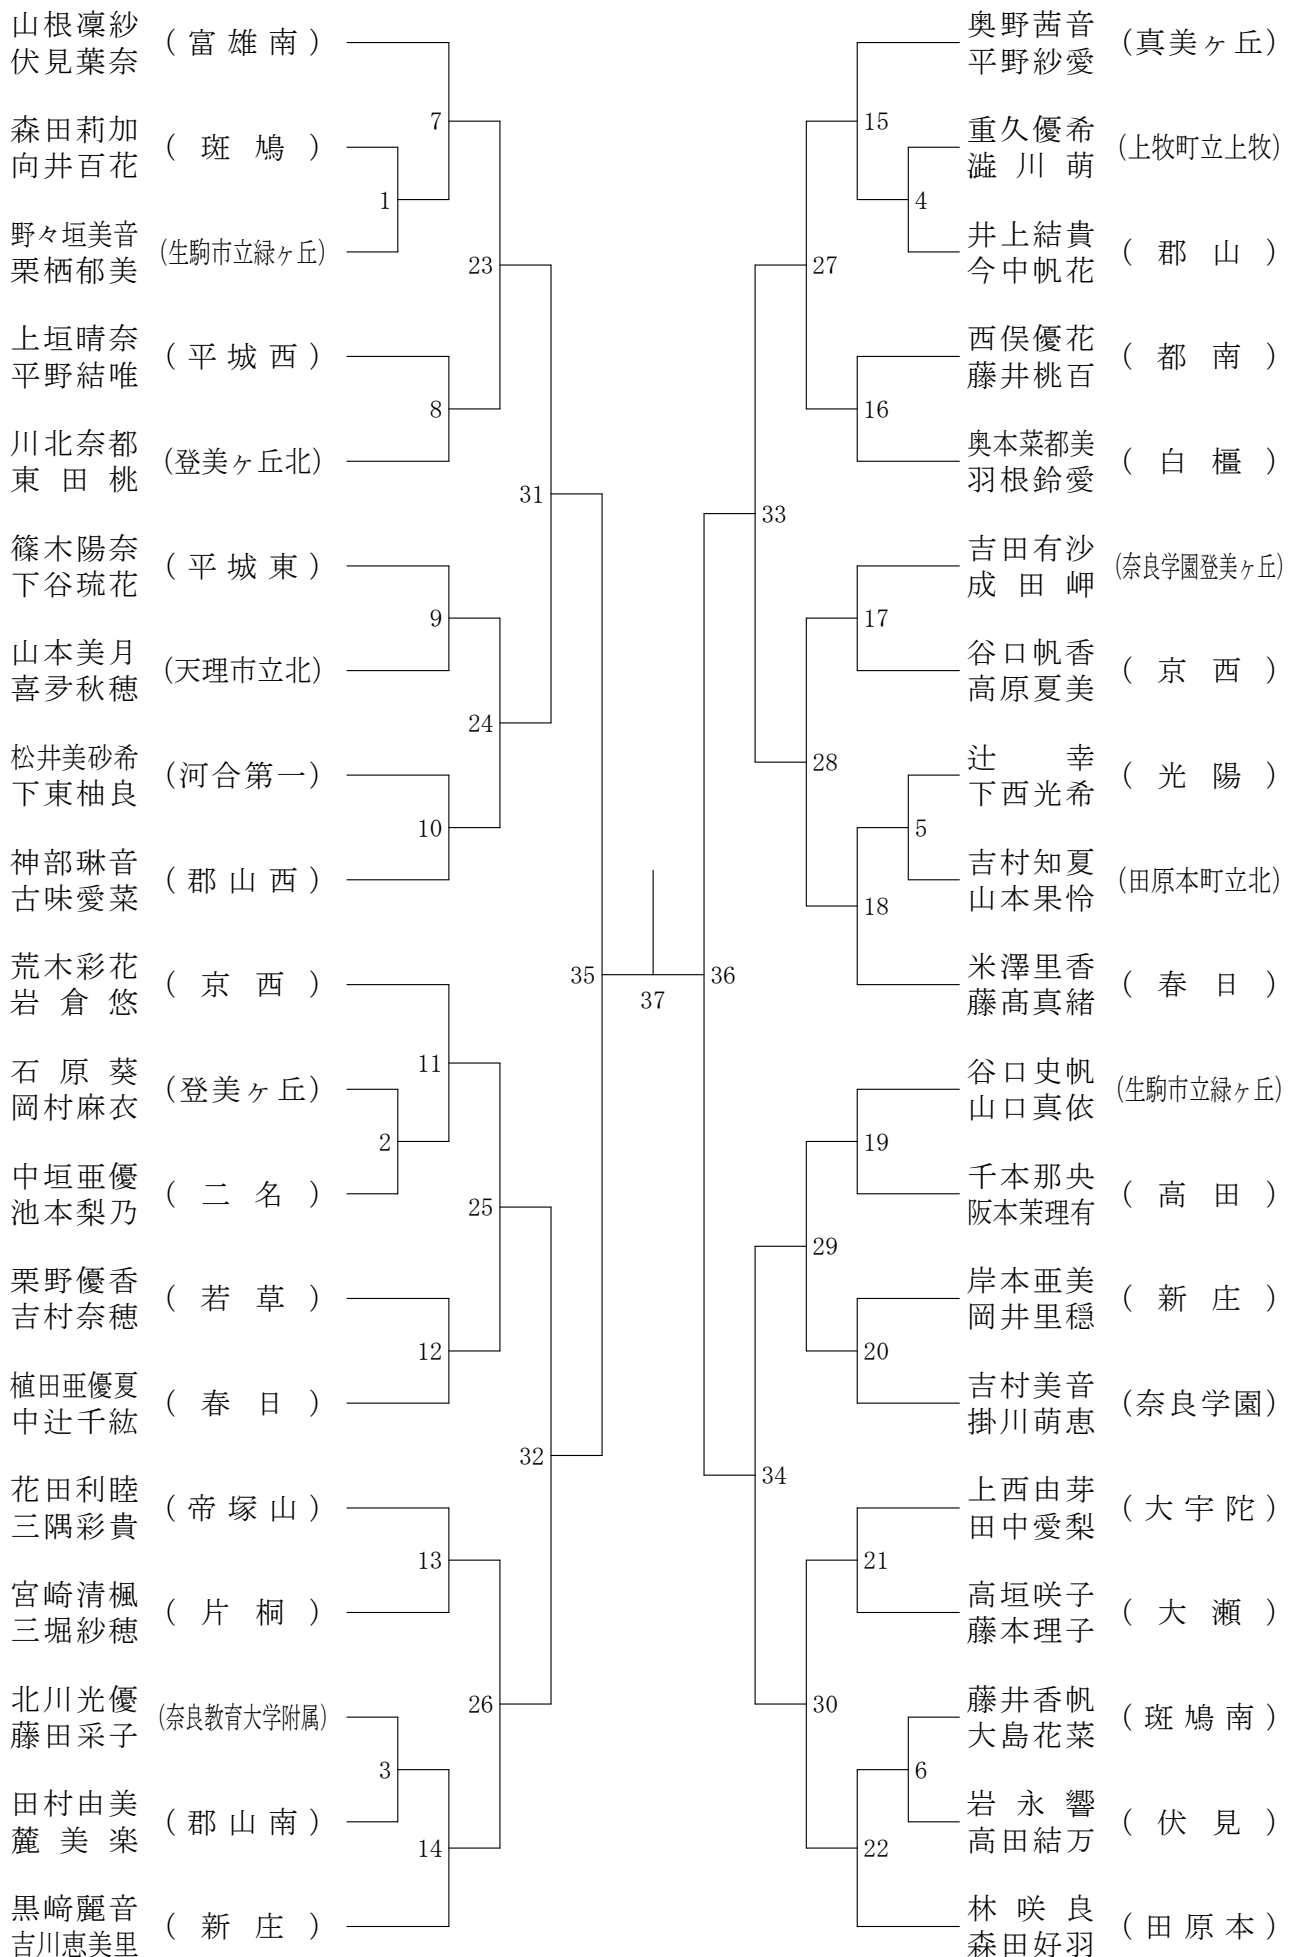 山根凜紗
伏見葉奈
(富雄南)
森田莉加
向井百花
(斑鳩)
1
7
野々垣美音
栗栖郁美
(生駒市立緑ヶ丘)
23
上垣晴奈
平野結唯
(平城西)
8
川北奈都
東田桃
(登美ヶ丘北)
31
篠木陽奈
下谷琉花
(平城東)
9
山本美月
喜夛秋穂
(天理市立北)
24
松井美砂希
下東柚良
(河合第一)
10
神部琳音
古味愛菜
(郡山西)
荒木彩花
岩倉悠
(京西)
35
11
石原葵
岡村麻衣
(登美ヶ丘)
2
中垣亜優
池本梨乃
(二名)
25
栗野優香
吉村奈穂
(若草)
12
植田亜優夏
中辻千紘
(春日)
32
花田利睦
三隅彩貴
(帝塚山)
13
宮崎清楓
三堀紗穂
(片桐)
26
北川光優
藤田采子
(奈良教育大学附属)
3
田村由美
麓美楽
(郡山南)
14
黒﨑麗音
吉川恵美里
(新庄)
37
奥野茜音
平野紗愛
(真美ヶ丘)
15
重久優希
澁川萌
(上牧町立上牧)
4
井上結貴
今中帆花
(郡山)
27
西俣優花
藤井桃百
(都南)
16
奥本菜都美
羽根鈴愛
(白橿)
33
吉田有沙
成田岬
(奈良学園登美ヶ丘)
17
谷口帆香
高原夏美
(京西)
28
辻幸
下西光希
(光陽)
5
吉村知夏
山本果怜
(田原本町立北)
18
米澤里香
藤髙真緒
(春日)
36
谷口史帆
山口真依
(生駒市立緑ヶ丘)
19
千本那央
阪本茉理有
(高田)
29
岸本亜美
岡井里穏
(新庄)
20
吉村美音
掛川萌恵
(奈良学園)
34
上西由芽
田中愛梨
(大宇陀)
21
高垣咲子
藤本理子
(大瀬)
30
藤井香帆
大島花菜
(斑鳩南)
6
岩永響
高田結万
(伏見)
22
林咲良
森田好羽
(田原本)